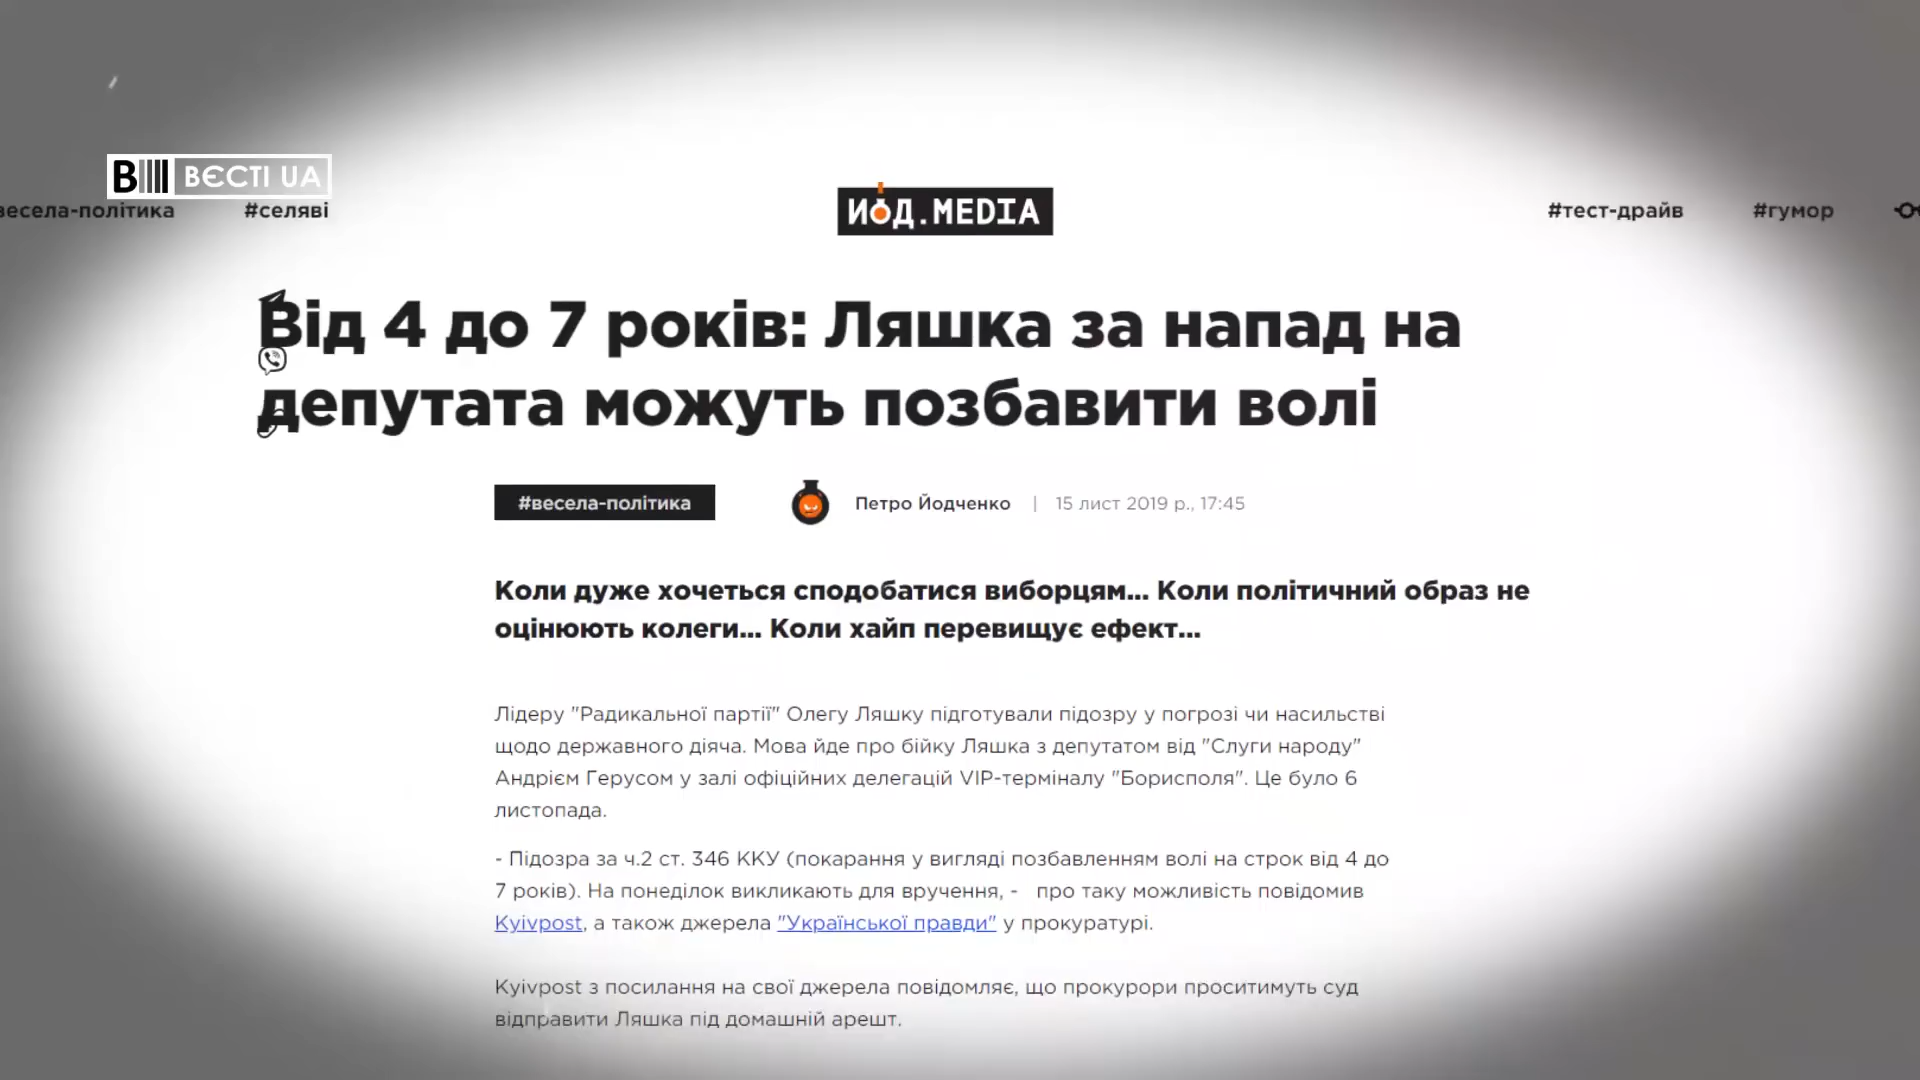 ВЄСТІ UA
весела-політика #селяві ЙОД.MEDIA #тест-драйв #гумор
Від 4 до 7 років: Ляшка за напад на
депутата можуть позбавити волі
#весела-політика Петро Йодченко | 15 лист 2019 р., 17:45
Коли дуже хочеться сподобатися виборцям... Коли політичний образ не
оцінюють колеги... Коли хайп перевищує ефект...
Лідеру "Радикальної партії" Олегу Ляшку підготували підозру у погрозі чи насильстві
щодо державного діяча. Мова йде про бійку Ляшка з депутатом від "Слуги народу"
Андрієм Герусом у залі офіційних делегацій VIP-терміналу "Борисполя". Це було 6
листопада.
- Підозра за ч.2 ст. 346 ККУ (покарання у вигляді позбавленням волі на строк від 4 до
7 років). На понеділок викликають для вручення, - про таку можливість повідомив
Kyivpost, а також джерела "Української правди" у прокуратурі.
Kyivpost з посилання на свої джерела повідомляє, що прокурори проситимуть суд
відправити Ляшка під домашній арешт.